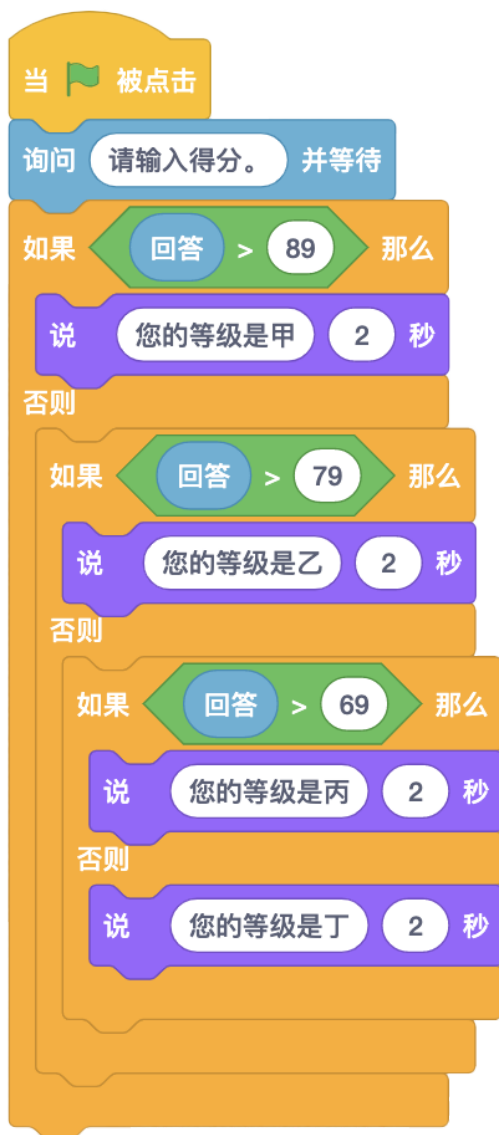 当 被点击
询问 请输入得分。 并等待
如果 回答 > 89 那么
说 您的等级是甲 2 秒
否则
如果 回答 > 79 那么
说 您的等级是乙 2 秒
否则
如果 回答 > 69 那么
说 您的等级是丙 2 秒
否则
说 您的等级是丁 2 秒